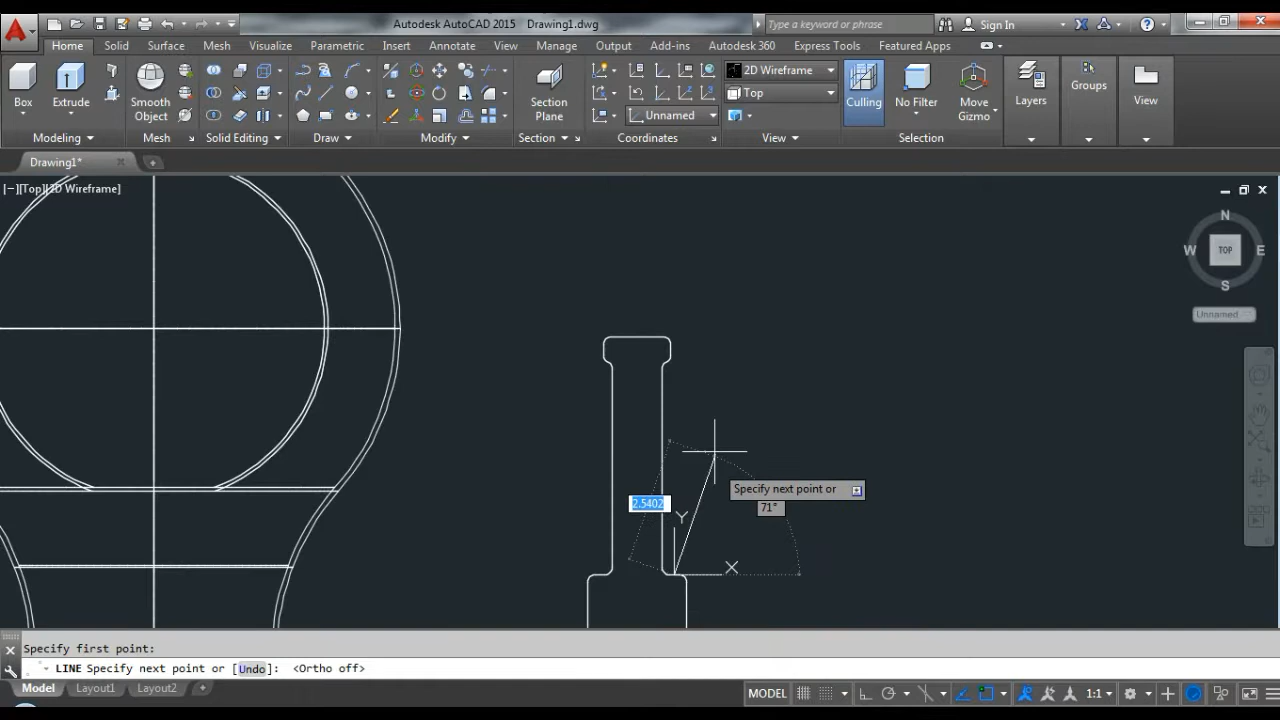 Autodesk AutoCAD 2015 Drawing1.dwg
Type a keyword or phrase
Sign In
Home Solid Surface Mesh Visualize Parametric Insert Annotate View Manage Output Add-ins Autodesk 360 Express Tools Featured Apps
2D Wireframe
Top
Unnamed
Box
Extrude
Smooth
Object
Section
Plane
Culling
No Filter
Move
Gizmo
Layers
Groups
View
Modeling
Mesh
Solid Editing
Draw
Modify
Section
Coordinates
View
Selection
Drawing1*
[−][Top][2D Wireframe]
N
W
TOP
E
S
Unnamed
Specify next point or
2.5402
71°
Y
X
Specify first point:
LINE Specify next point or [Undo]: <Ortho off>
Model Layout1 Layout2
MODEL
1:1